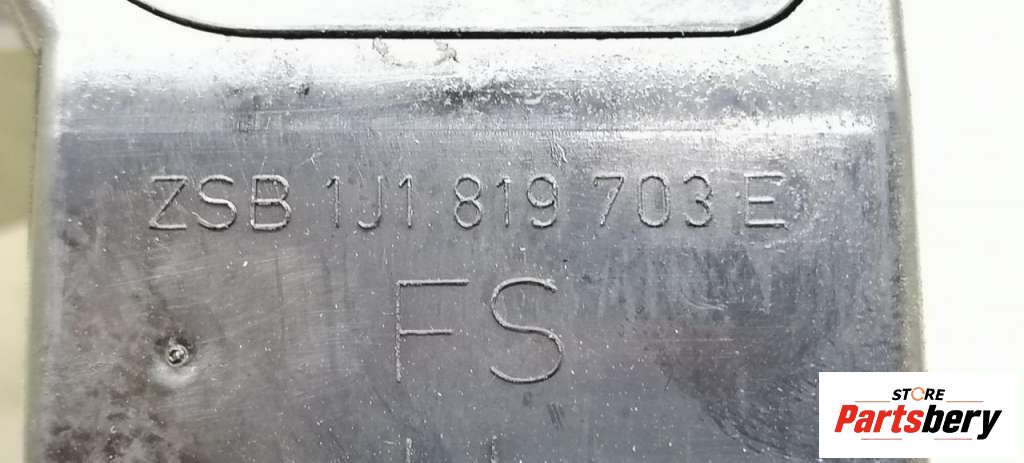 ZSB 1J1 819 703 E
FS
STORE
Partsbery